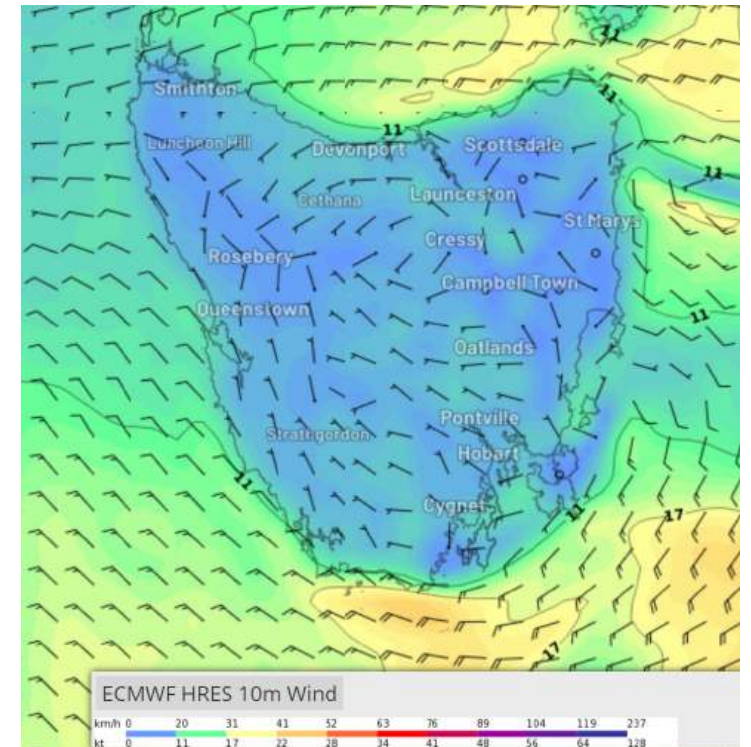 11
Smithton
11
Luncheon Hill
11
Devonport
Scottsdale
11
Cethana
Launceston
St Marys
Cressy
Rosebery
Campbell Town
Queenstown
11
Oatlands
Pontville
Strathgordon
Hobart
11
Cygnet
11
17
17
ECMWF HRES 10m Wind
km/h 0 20 31 41 52 63 76 89 104 119 237
kt 0 11 17 22 28 34 41 48 56 64 128